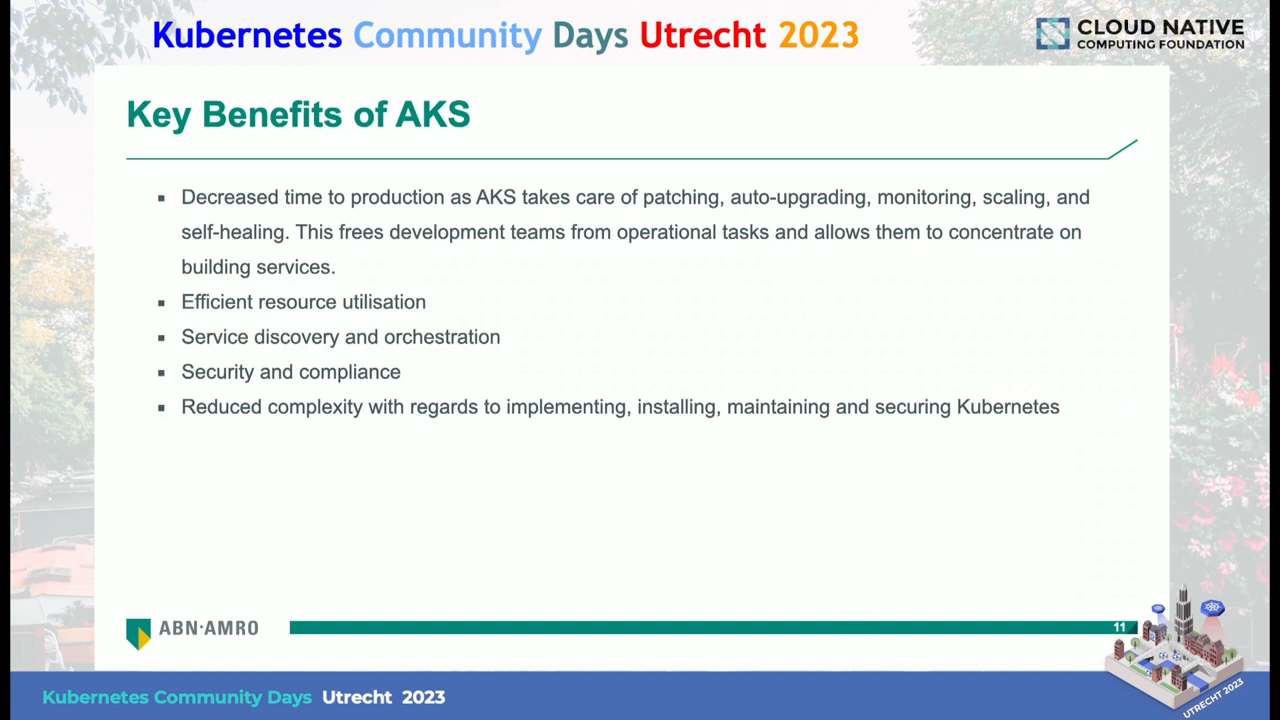 Kubernetes Community Days Utrecht 2023
CLOUD NATIVE
COMPUTING FOUNDATION
Key Benefits of AKS
▪ Decreased time to production as AKS takes care of patching, auto-upgrading, monitoring, scaling, and
self-healing. This frees development teams from operational tasks and allows them to concentrate on
building services.
▪ Efficient resource utilisation
▪ Service discovery and orchestration
▪ Security and compliance
▪ Reduced complexity with regards to implementing, installing, maintaining and securing Kubernetes
ABN·AMRO
11
Kubernetes Community Days Utrecht 2023
UTRECHT 2023